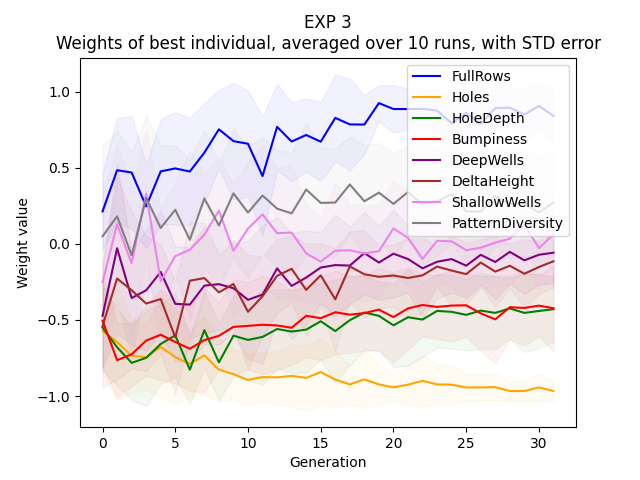 EXP 3
Weights of best individual, averaged over 10 runs, with STD error
Weight value
1.0
0.5
0.0
−0.5
−1.0
FullRows
Holes
HoleDepth
Bumpiness
DeepWells
DeltaHeight
ShallowWells
PatternDiversity
0 5 10 15 20 25 30
Generation